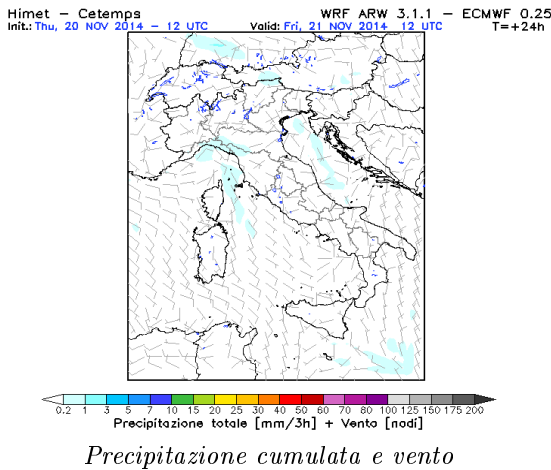 Himet - Cetemps WRF ARW 3.1.1 - ECMWF 0.25
Init.: Thu, 20 NOV 2014 - 12 UTC Valid: Fri, 21 NOV 2014 12 UTC T=+24h
0.2 1 3 5 7 10 15 20 25 30 40 50 60 70 80 100 125 150 175 200
Precipitazione totale [mm/3h] + Vento [nodi]
Precipitazione cumulata e vento